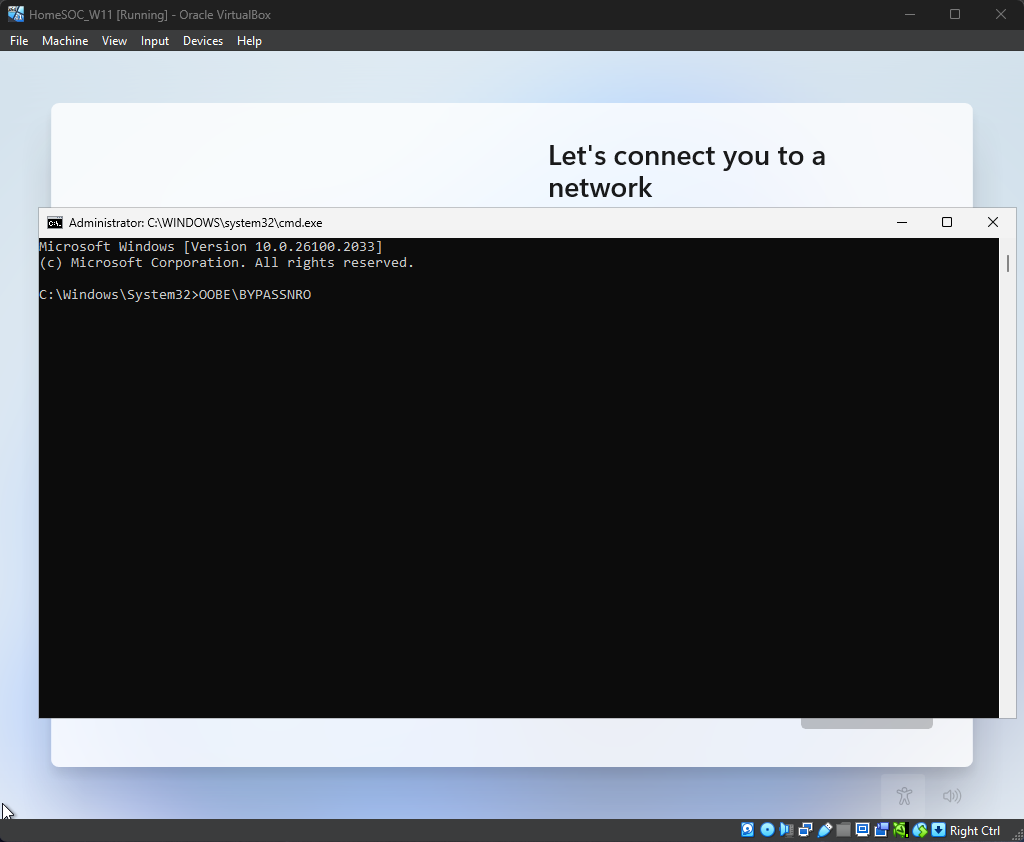 HomeSOC_W11 [Running] - Oracle VirtualBox
File Machine View Input Devices Help
Let's connect you to a
network
Administrator: C:\WINDOWS\system32\cmd.exe
Microsoft Windows [Version 10.0.26100.2033]
(c) Microsoft Corporation. All rights reserved.
C:\Windows\System32>OOBE\BYPASSNRO
Right Ctrl